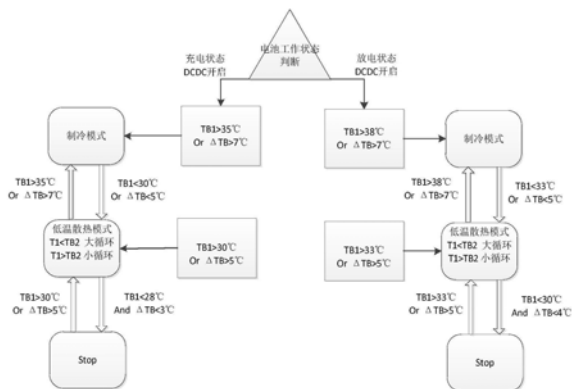 电池工作状态
判断
充电状态
DCDC开启
放电状态
DCDC开启
制冷模式
TB1>35℃
Or ΔTB>7℃
TB1>38℃
Or ΔTB>7℃
制冷模式
TB1>35℃
Or ΔTB>7℃
TB1<30℃
Or ΔTB<5℃
TB1>38℃
Or ΔTB>7℃
TB1<33℃
Or ΔTB<5℃
低温散热模式
T1<TB2 大循环
T1>TB2 小循环
TB1>30℃
Or ΔTB>5℃
TB1>33℃
Or ΔTB>5℃
低温散热模式
T1<TB2 大循环
T1>TB2 小循环
TB1>30℃
Or ΔTB>5℃
TB1<28℃
And ΔTB<3℃
TB1>33℃
Or ΔTB>5℃
TB1<30℃
And ΔTB<4℃
Stop
Stop